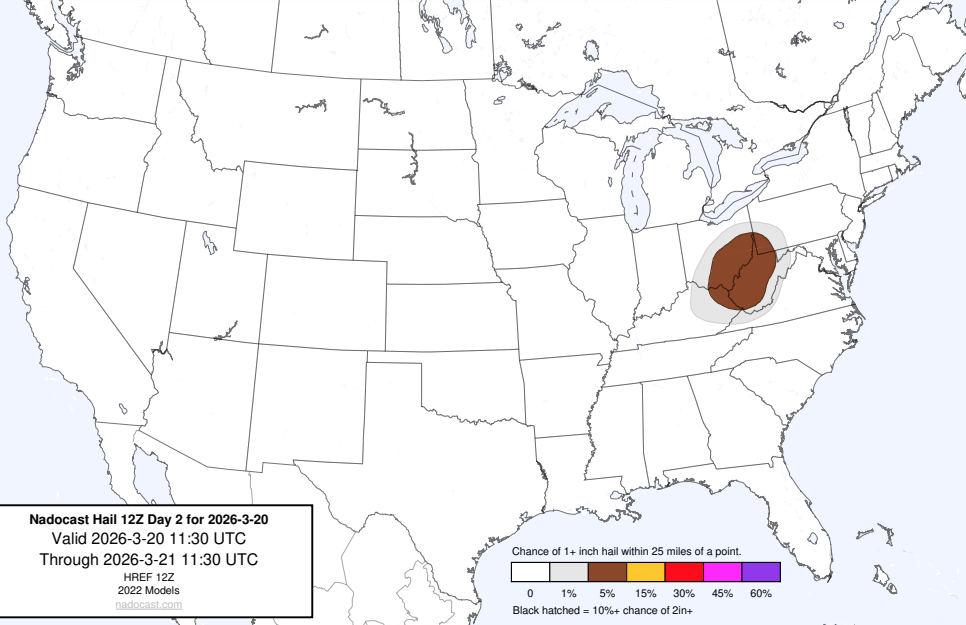 Nadocast Hail 12Z Day 2 for 2026-3-20
Valid 2026-3-20 11:30 UTC
Through 2026-3-21 11:30 UTC
HREF 12Z
2022 Models
nadocast.com
Chance of 1+ inch hail within 25 miles of a point.
0 1% 5% 15% 30% 45% 60%
Black hatched = 10%+ chance of 2in+